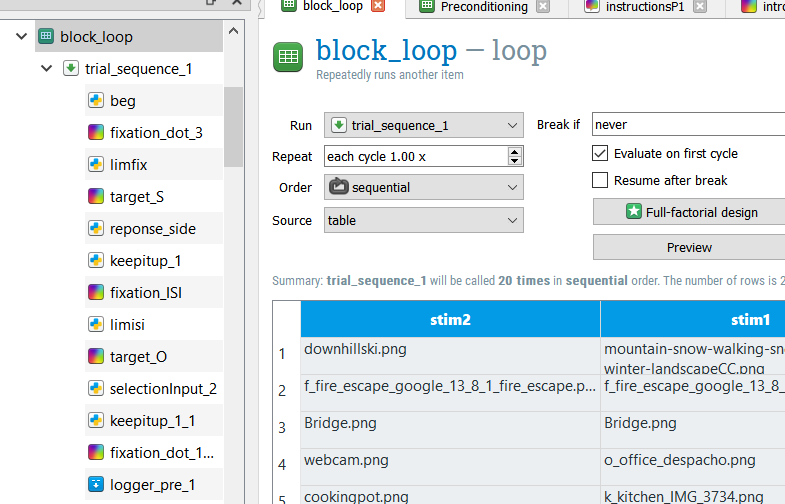 block_loop
trial_sequence_1
beg
fixation_dot_3
limfix
target_S
reponse_side
keepitup_1
fixation_ISI
limisi
target_O
selectionInput_2
keepitup_1_1
fixation_dot_1...
logger_pre_1
block_loop
Preconditioning
instructionsP1
intro
block_loop – loop
Repeatedly runs another item
Run trial_sequence_1 Break if never
Repeat each cycle 1.00 x Evaluate on first cycle
Order sequential Resume after break
Source table Full-factorial design
Preview
Summary: trial_sequence_1 will be called 20 times in sequential order. The number of rows is 2
stim2 stim1
1 downhillski.png mountain-snow-walking-sno
winter-landscapeCC.png
2 f_fire_escape_google_13_8_1_fire_escape.p... f_fire_escape_google_13_8_
3 Bridge.png Bridge.png
4 webcam.png o_office_despacho.png
5 cookingpot.png k_kitchen_IMG_3734.png